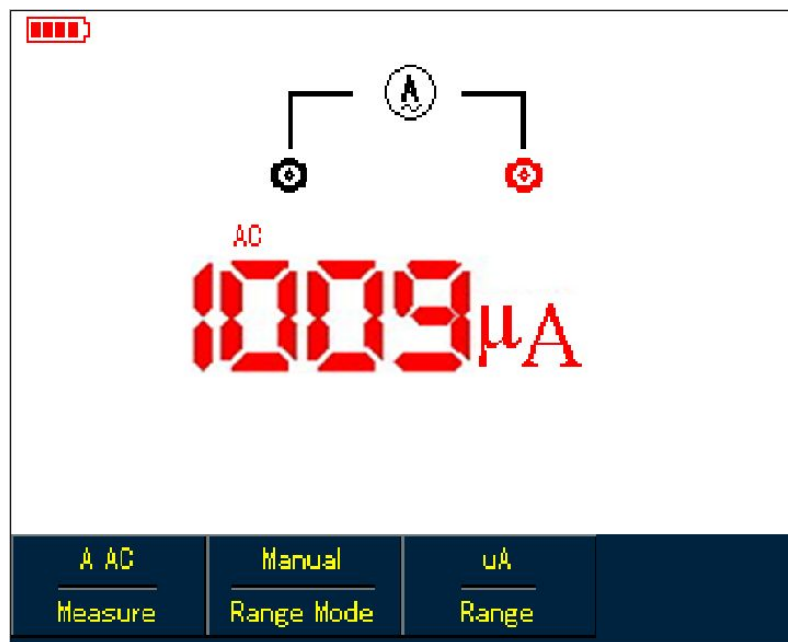 A
AC
1009µA
A AC Manual uA
Measure Range Mode Range